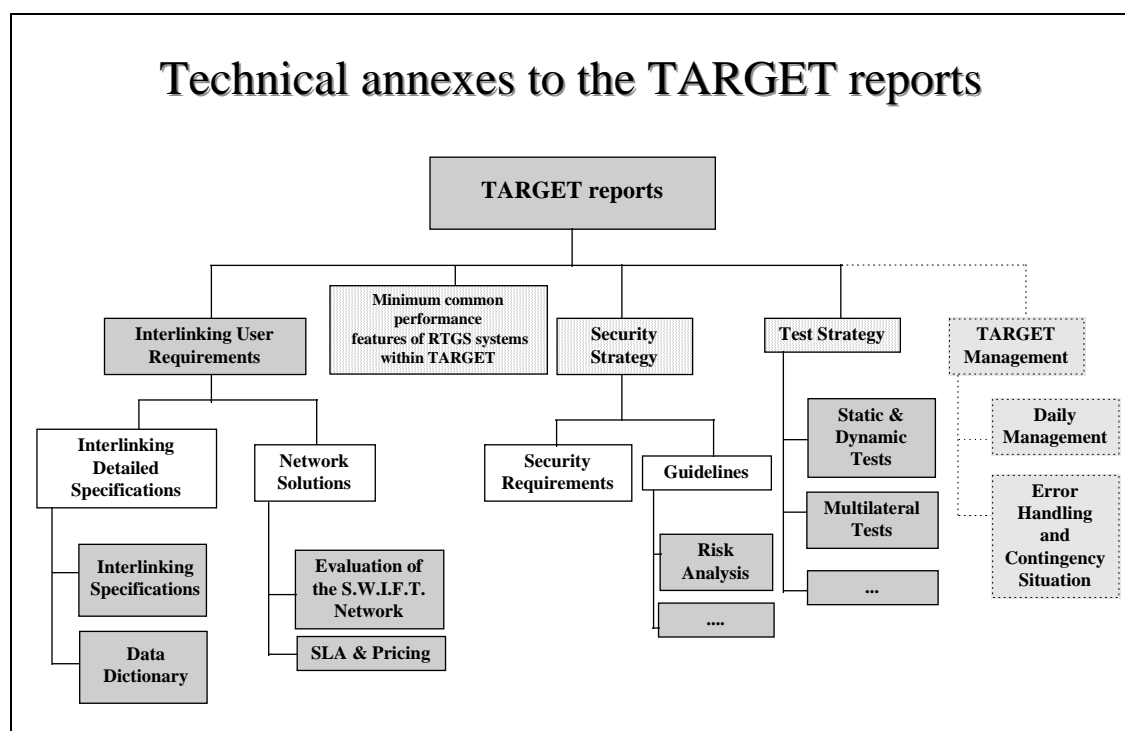 Technical annexes to the TARGET reports
TARGET reports
Interlinking User
Requirements
Minimum common
performance
features of RTGS systems
within TARGET
Security
Strategy
Test Strategy
TARGET
Management
Interlinking
Detailed
Specifications
Network
Solutions
Security
Requirements
Guidelines
Static &
Dynamic
Tests
Daily
Management
Interlinking
Specifications
Data
Dictionary
Evaluation of
the S.W.I.F.T.
Network
SLA & Pricing
Risk
Analysis
....
Multilateral
Tests
...
Error
Handling
and
Contingency
Situation